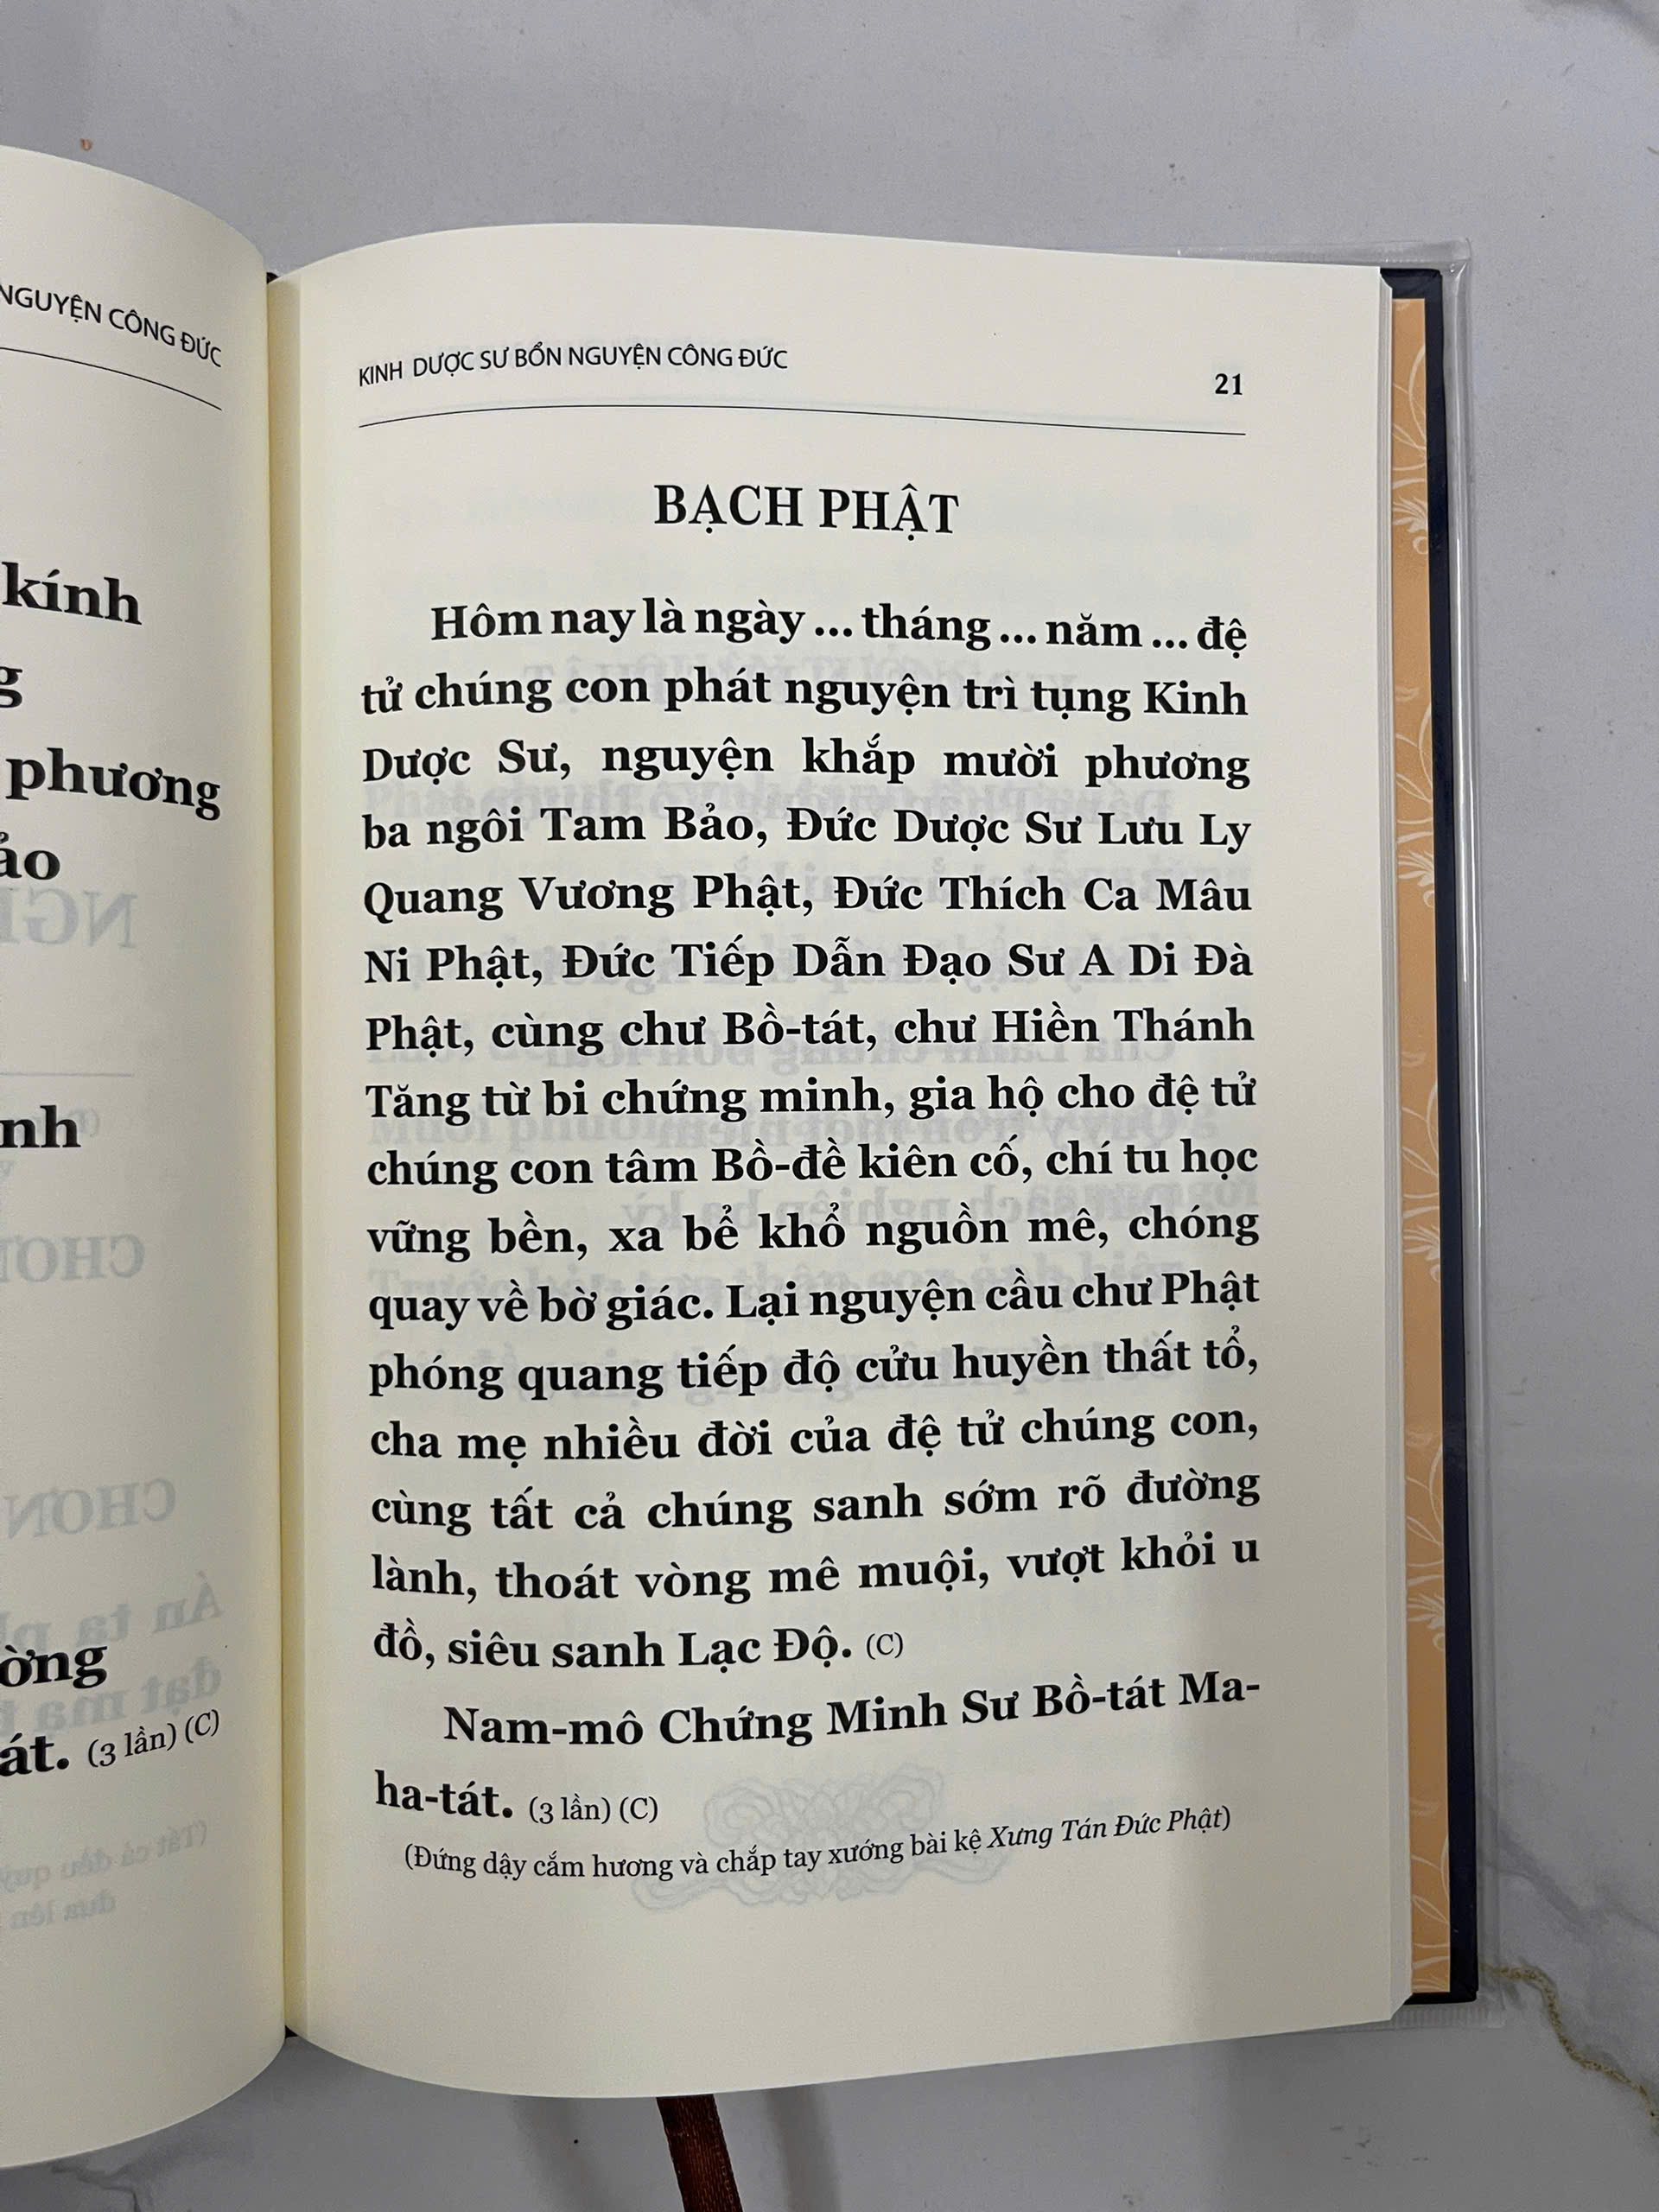 NGUYỆN CÔNG ĐỨC
kính
phương
(3 lần) (C)
KINH DƯỢC SƯ BỔN NGUYỆN CÔNG ĐỨC
21
BẠCH PHẬT
Hôm nay là ngày ... tháng ... năm ... đệ
tử chúng con phát nguyện trì tụng Kinh
Dược Sư, nguyện khắp mười phương
ba ngôi Tam Bảo, Đức Dược Sư Lưu Ly
Quang Vương Phật, Đức Thích Ca Mâu
Ni Phật, Đức Tiếp Dẫn Đạo Sư A Di Đà
Phật, cùng chư Bồ-tát, chư Hiền Thánh
Tăng từ bi chứng minh, gia hộ cho đệ tử
chúng con tâm Bồ-đề kiên cố, chí tu học
vững bền, xa bể khổ nguồn mê, chóng
quay về bờ giác. Lại nguyện cầu chư Phật
phóng quang tiếp độ cửu huyền thất tổ,
cha mẹ nhiều đời của đệ tử chúng con,
cùng tất cả chúng sanh sớm rõ đường
lành, thoát vòng mê muội, vượt khỏi u
đồ, siêu sanh Lạc Độ. (C)
Nam-mô Chứng Minh Sư Bồ-tát Ma-
ha-tát. (3 lần) (C)
(Đứng dậy cắm hương và chắp tay xướng bài kệ Xưng Tán Đức Phật)